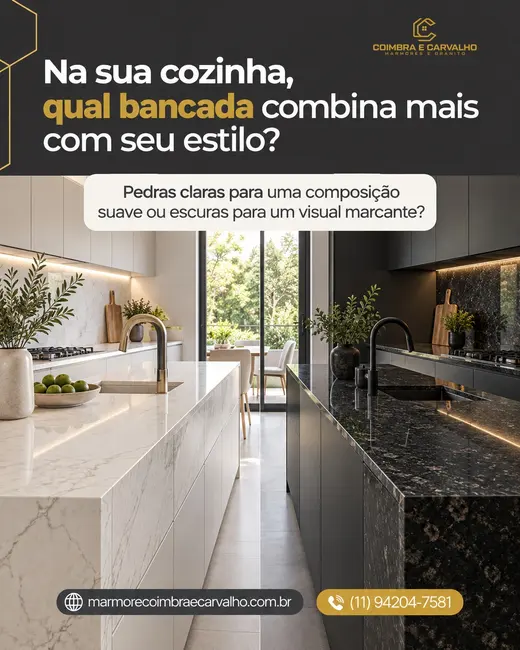 COIMBRA E CARVALHO
MARMORES E GRANITO
Na sua cozinha,
qual bancada combina mais
com seu estilo?
Pedras claras para uma composição
suave ou escuras para um visual marcante?
marmorecoimbraecarvalho.com.br
(11) 94204-7581